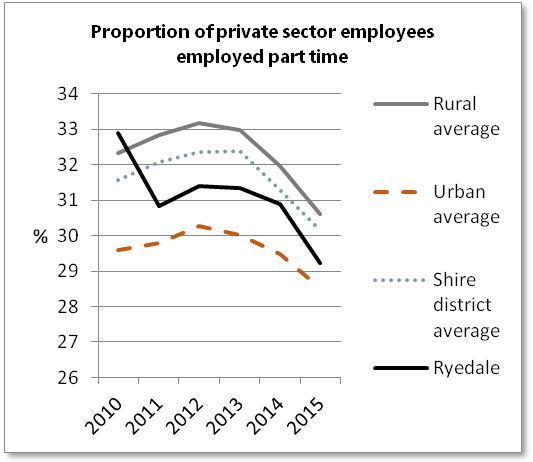 Proportion of private sector employees
employed part time
34
33
32
31
30
29
28
27
26
%
2010
2011
2012
2013
2014
2015
Rural
average
Urban
average
Shire
district
average
Ryedale